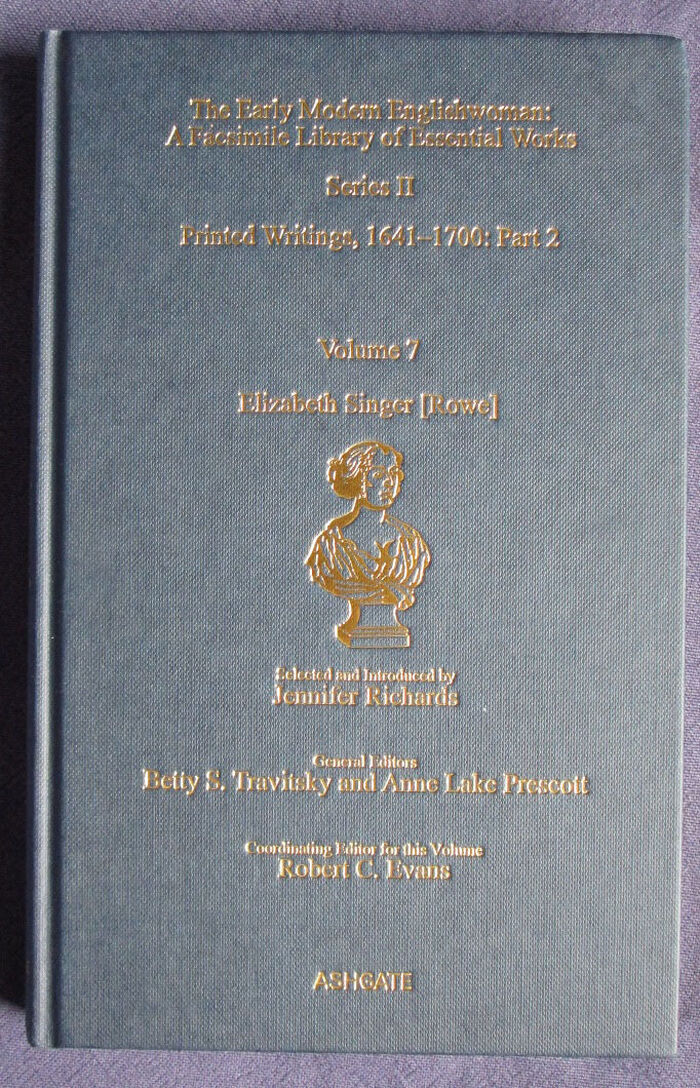 The Early Modern Englishwoman:
A Facsimile Library of Essential Works
Series II
Printed Writings, 1641–1700: Part 2
Volume 7
Elizabeth Singer [Rowe]
Selected and Introduced by
Jennifer Richards
General Editors
Betty S. Travitsky and Anne Lake Prescott
Coordinating Editor for this Volume
Robert C. Evans
ASHGATE